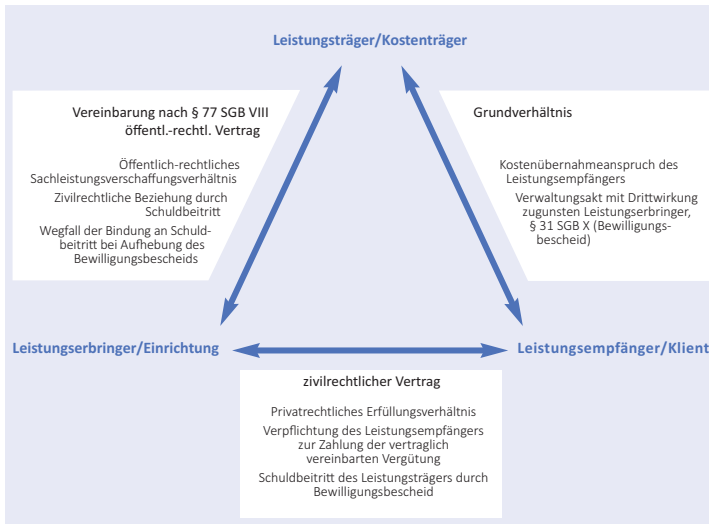 Leistungsträger/Kostenträger
Vereinbarung nach § 77 SGB VIII
öffentl.-rechtl. Vertrag
Öffentlich-rechtliches
Sachleistungsverschaffungsverhältnis
Zivilrechtliche Beziehung durch
Schuldbeitritt
Wegfall der Bindung an Schuld-
beitritt bei Aufhebung des
Bewilligungsbescheids
Grundverhältnis
Kostenübernahmeanspruch des
Leistungsempfängers
Verwaltungsakt mit Drittwirkung
zugunsten Leistungserbringer,
§ 31 SGB X (Bewilligungs-
bescheid)
Leistungserbringer/Einrichtung
Leistungsempfänger/Klient
zivilrechtlicher Vertrag
Privatrechtliches Erfüllungsverhältnis
Verpflichtung des Leistungsempfängers
zur Zahlung der vertraglich
vereinbarten Vergütung
Schuldbeitritt des Leistungsträgers durch
Bewilligungsbescheid